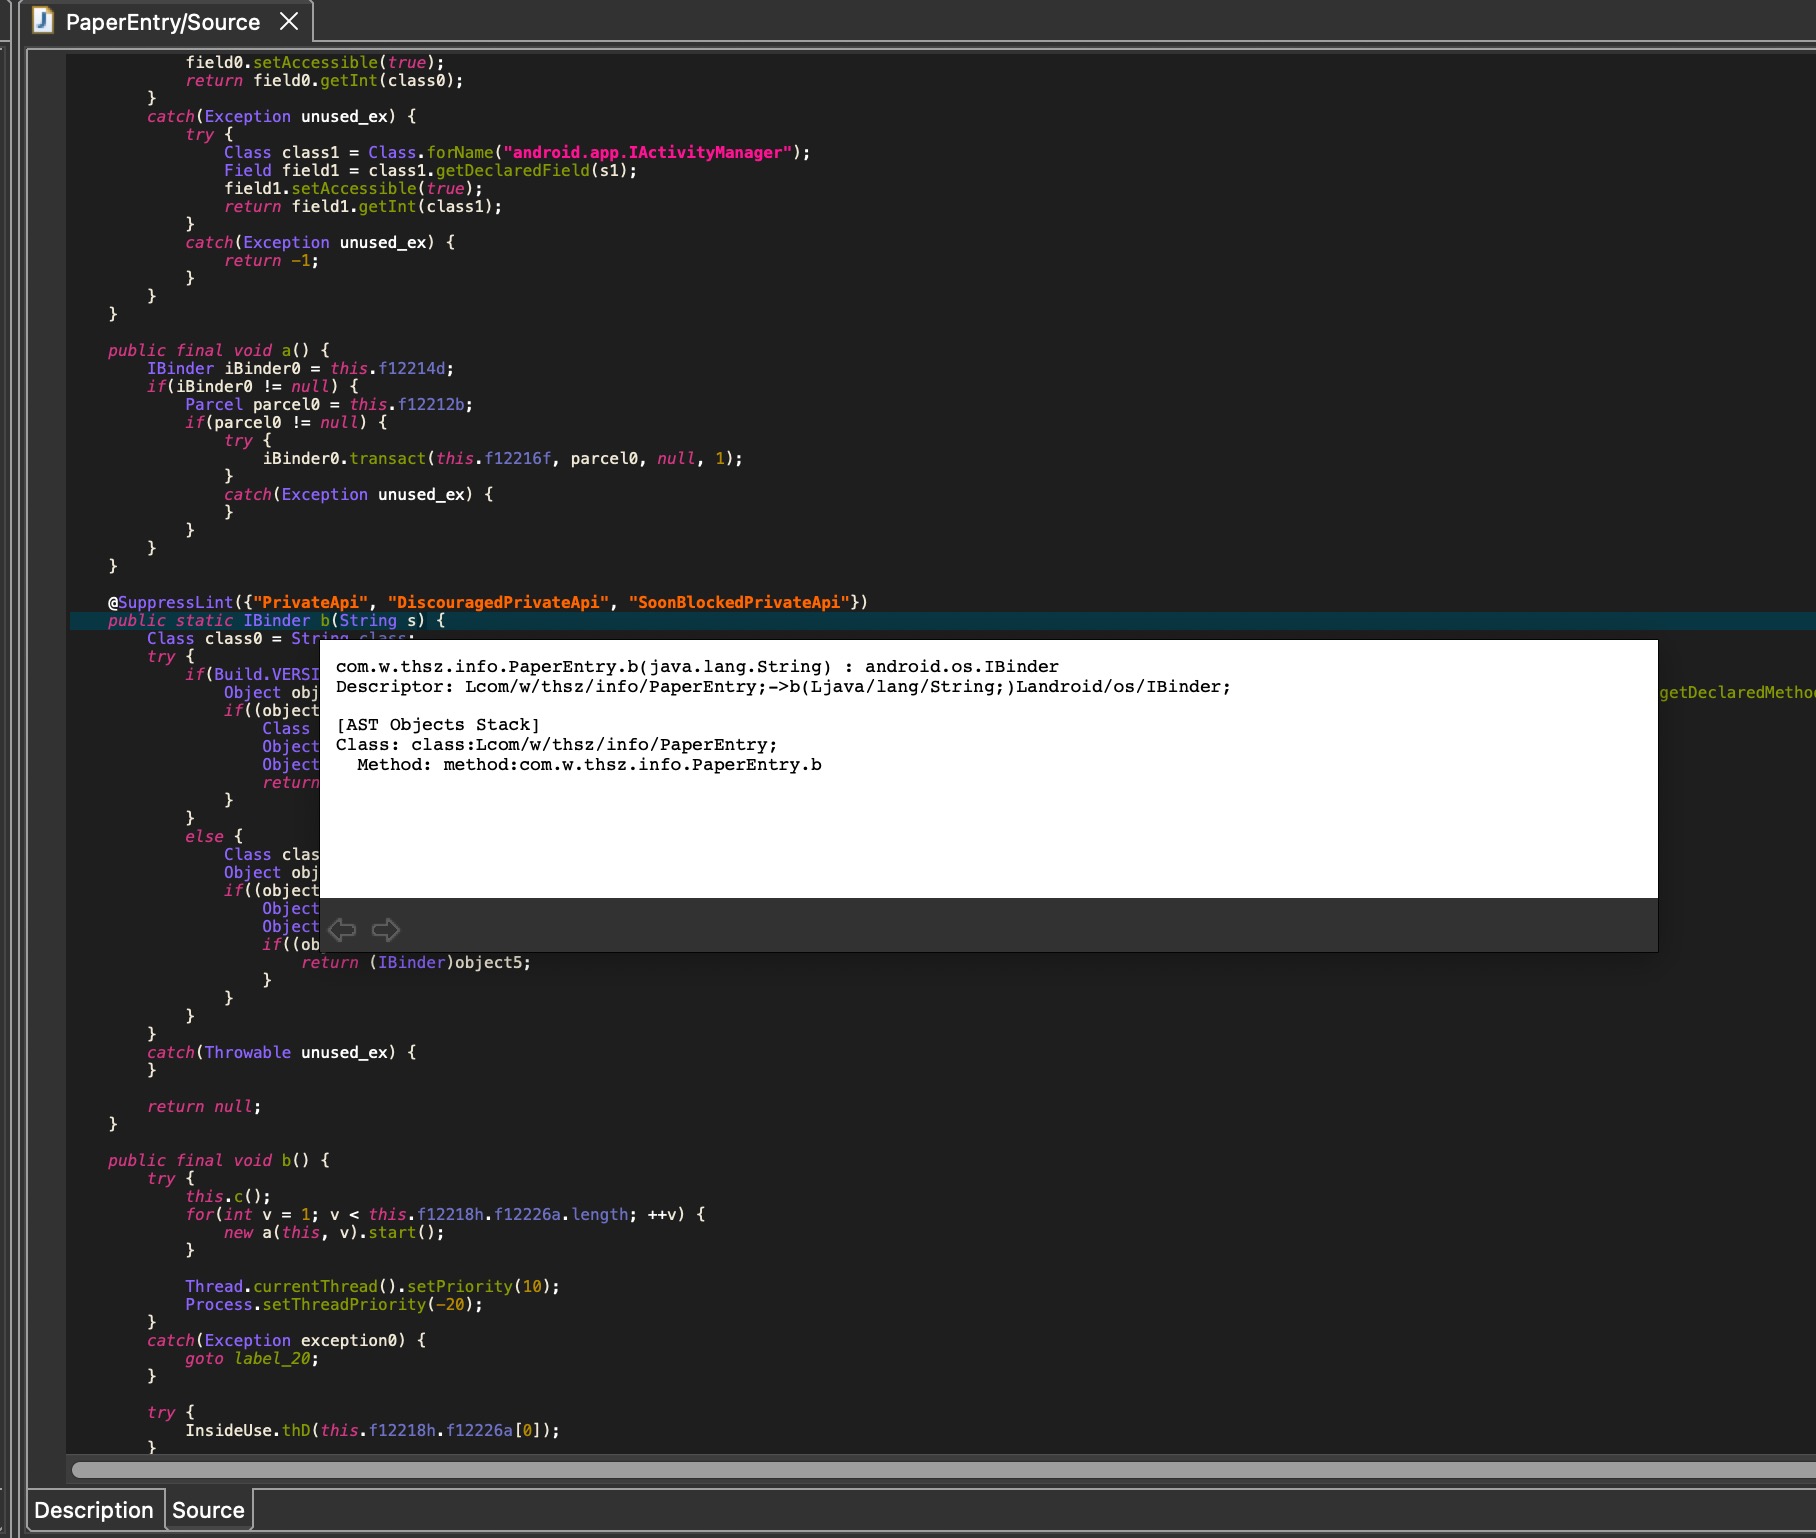 PaperEntry/Source
field0.setAccessible(true);
return field0.getInt(class0);
}
catch(Exception unused_ex) {
try {
Class class1 = Class.forName("android.app.IActivityManager");
Field field1 = class1.getDeclaredField(s1);
field1.setAccessible(true);
return field1.getInt(class1);
}
catch(Exception unused_ex) {
return -1;
}
}
}
public final void a() {
IBinder iBinder0 = this.f12214d;
if(iBinder0 != null) {
Parcel parcel0 = this.f12212b;
if(parcel0 != null) {
try {
iBinder0.transact(this.f12216f, parcel0, null, 1);
}
catch(Exception unused_ex) {
}
}
}
}
@SuppressLint({"PrivateApi", "DiscouragedPrivateApi", "SoonBlockedPrivateApi"})
public static IBinder b(String s) {
Class class0 = String.class;
try {
if(Build.VERSI
Object obj
getDeclaredMetho
if((object
Class
Object
Object
return
}
}
else {
Class clas
Object obj
if((object
Object
Object
if((ob
return (IBinder)object5;
}
}
}
}
catch(Throwable unused_ex) {
}
return null;
}
com.w.thsz.info.PaperEntry.b(java.lang.String) : android.os.IBinder
Descriptor: Lcom/w/thsz/info/PaperEntry;->b(Ljava/lang/String;)Landroid/os/IBinder;
[AST Objects Stack]
Class: class:Lcom/w/thsz/info/PaperEntry;
Method: method:com.w.thsz.info.PaperEntry.b
public final void b() {
try {
this.c();
for(int v = 1; v < this.f12218h.f12226a.length; ++v) {
new a(this, v).start();
}
Thread.currentThread().setPriority(10);
Process.setThreadPriority(-20);
}
catch(Exception exception0) {
goto label_20;
}
try {
InsideUse.thD(this.f12218h.f12226a[0]);
}
Description
Source